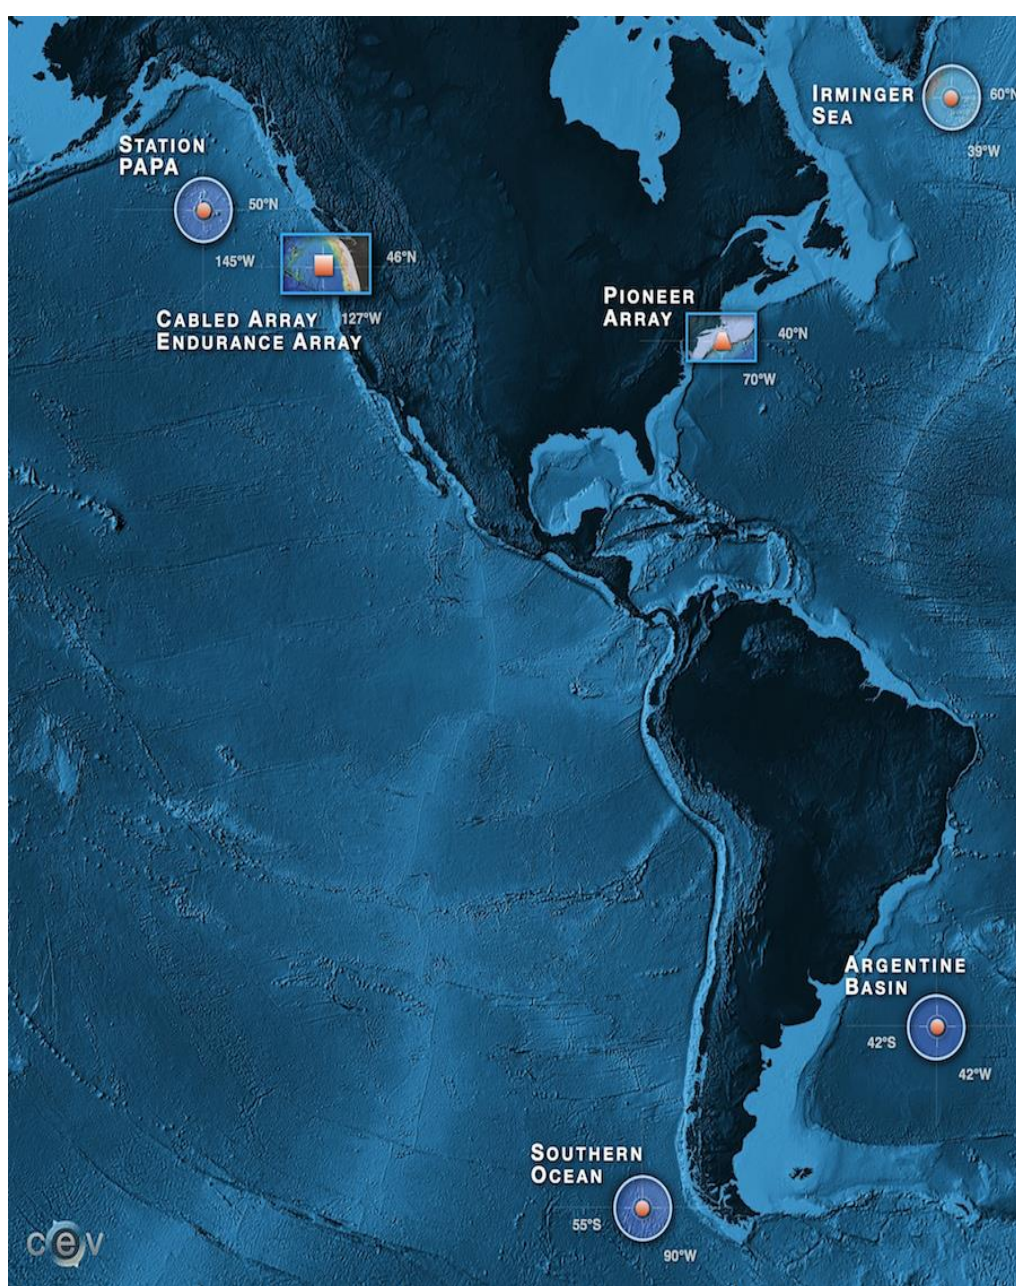 IRMINGER
SEA
60°N
39°W
STATION
PAPA
50°N
145°W
46°N
127°W
CABLED ARRAY
ENDURANCE ARRAY
PIONEER
ARRAY
40°N
70°W
ARGENTINE
BASIN
42°S
42°W
SOUTHERN
OCEAN
55°S
90°W
cev